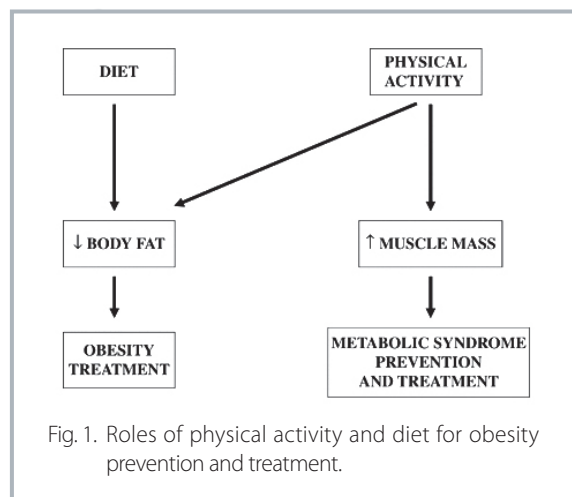 DIET
PHYSICAL
ACTIVITY
↓ BODY FAT
↑ MUSCLE MASS
OBESITY
TREATMENT
METABOLIC SYNDROME
PREVENTION
AND TREATMENT
Fig. 1. Roles of physical activity and diet for obesity
prevention and treatment.